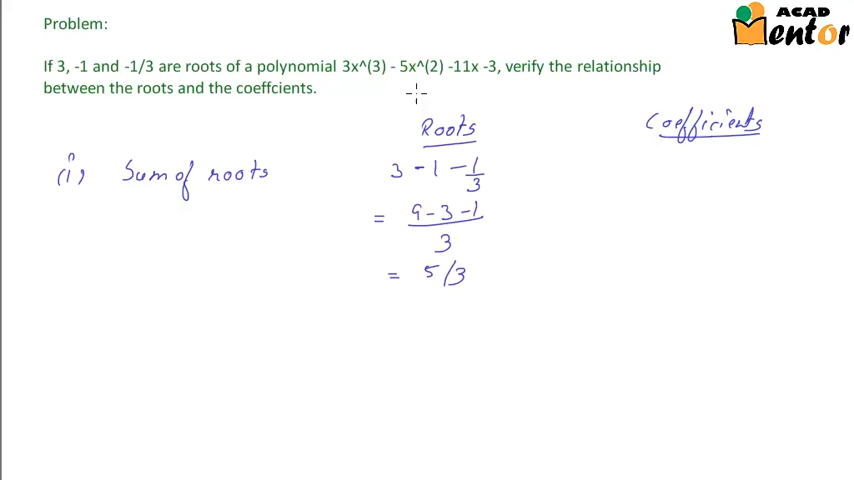 ACAD
Mentor
Problem:
If 3, -1 and -1/3 are roots of a polynomial 3x^(3) - 5x^(2) -11x -3, verify the relationship
between the roots and the coeffcients.
Roots
Coefficients
(i) Sum of roots
3 - 1 - 1/3
= 9 - 3 - 1 / 3
= 5/3